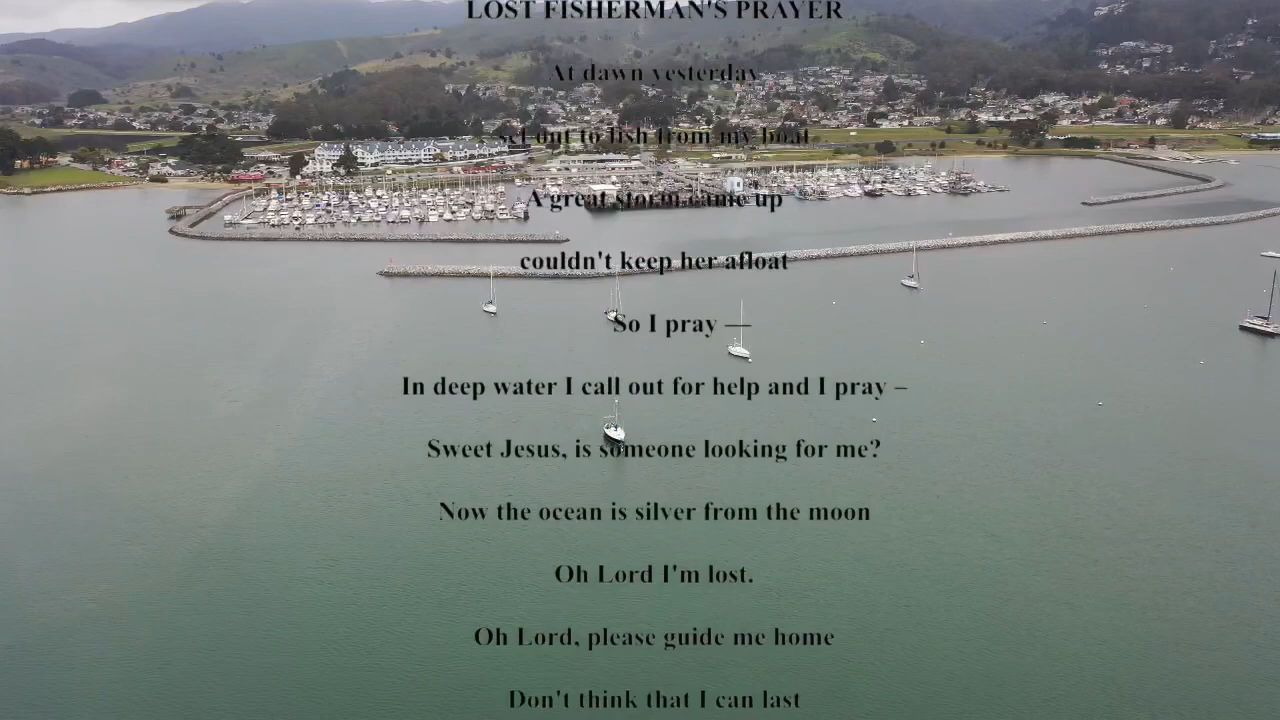 LOST FISHERMAN'S PRAYER
At dawn yesterday
set out to fish from my boat
A great storm came up
couldn't keep her afloat
So I pray —
In deep water I call out for help and I pray –
Sweet Jesus, is someone looking for me?
Now the ocean is silver from the moon
Oh Lord I'm lost.
Oh Lord, please guide me home
Don't think that I can last